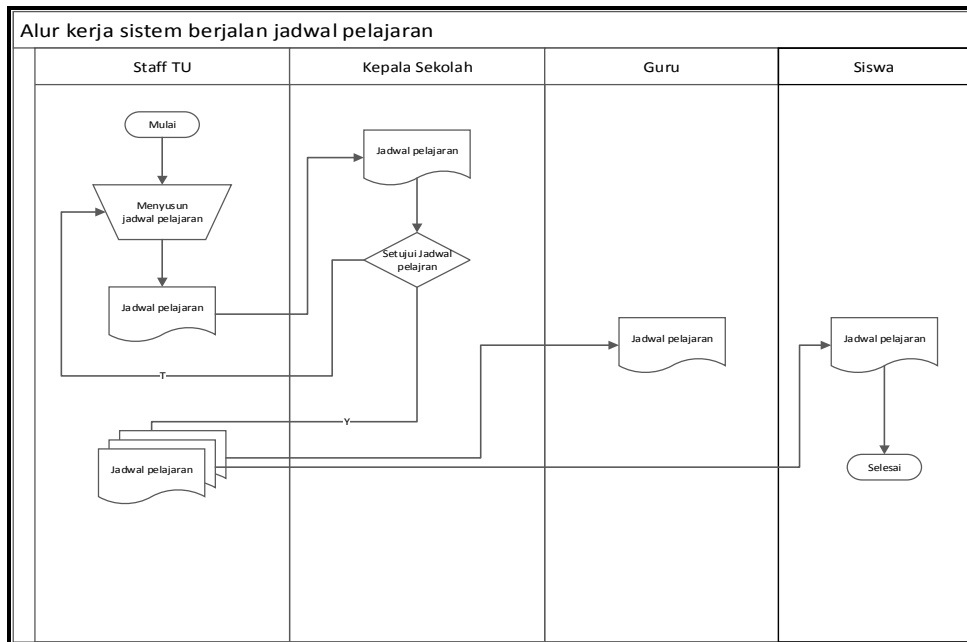 Alur kerja sistem berjalan jadwal pelajaran
Staff TU
Kepala Sekolah
Guru
Siswa
Mulai
Menyusun
jadwal pelajaran
Jadwal pelajaran
Jadwal pelajaran
Setujui Jadwal
pelajran
T
Y
Jadwal pelajaran
Jadwal pelajaran
Jadwal pelajaran
Selesai